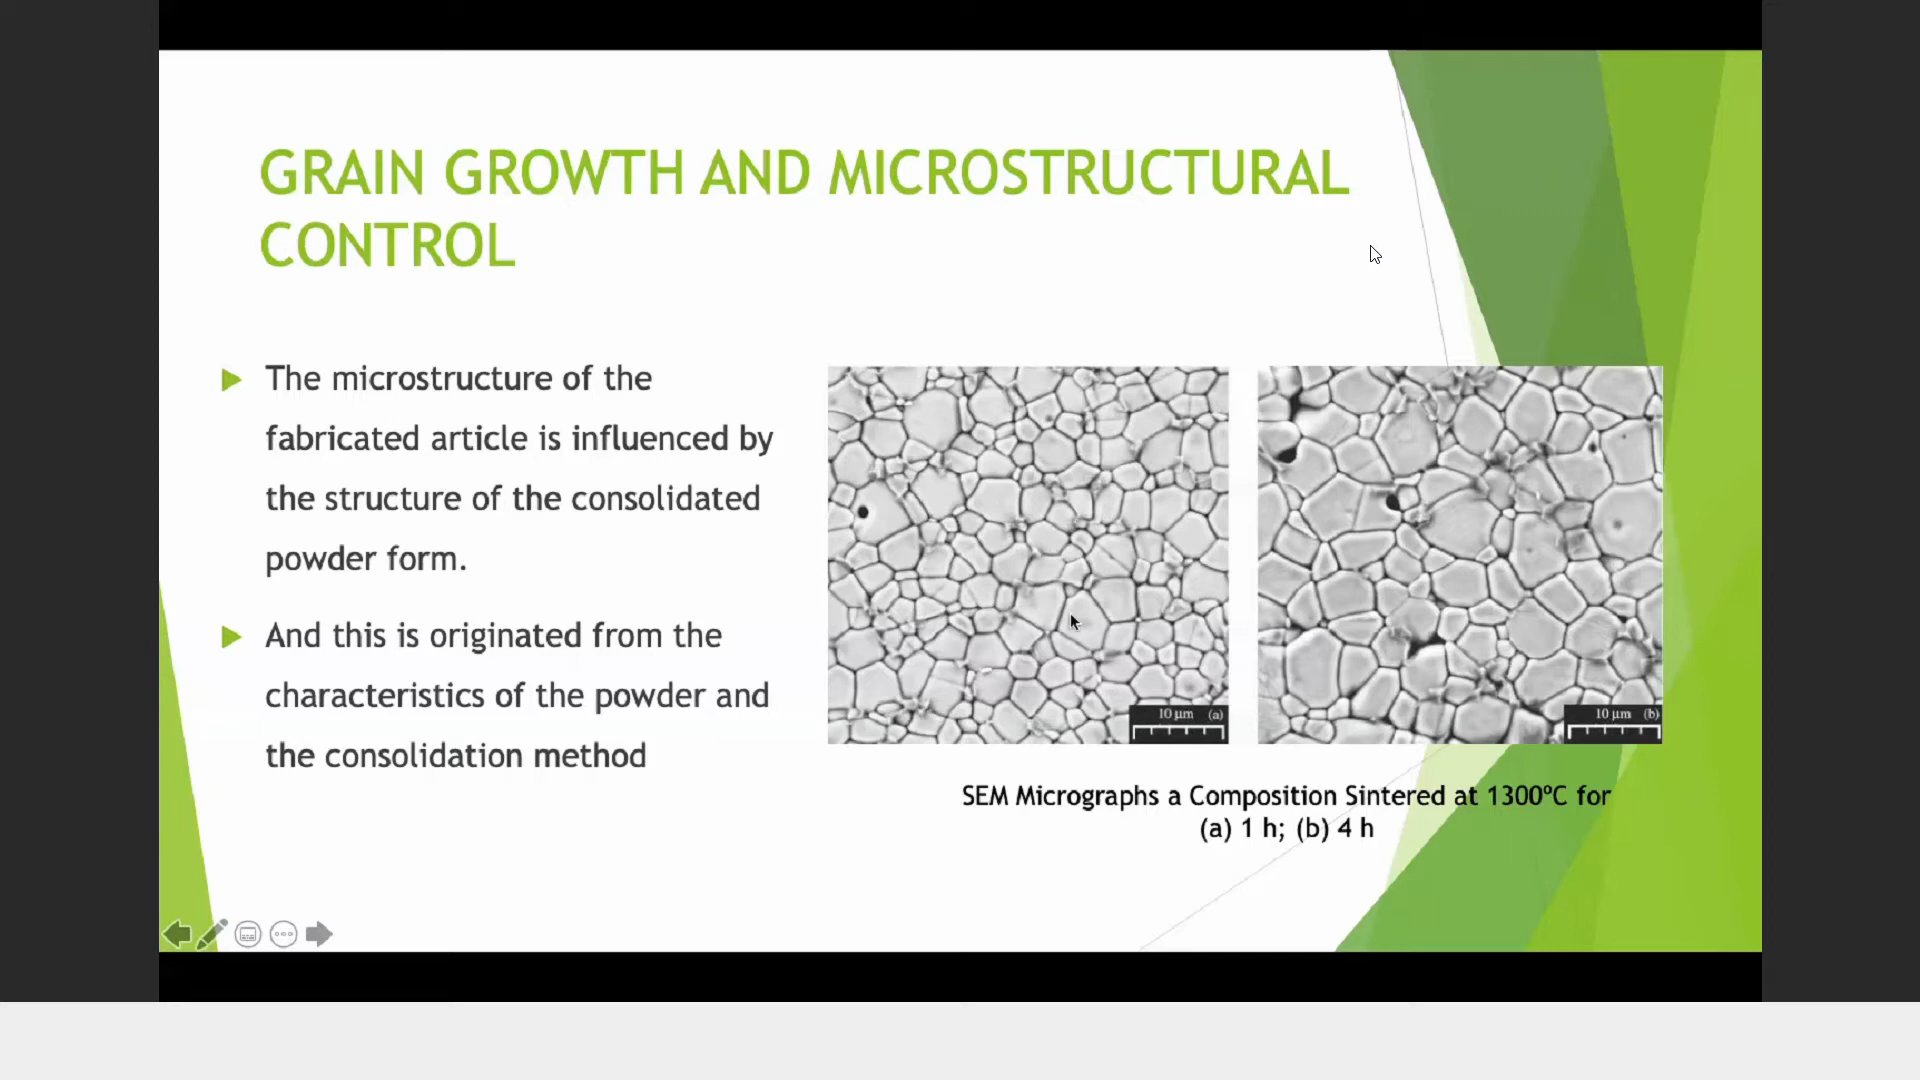 GRAIN GROWTH AND MICROSTRUCTURAL
CONTROL
The microstructure of the
fabricated article is influenced by
the structure of the consolidated
powder form.
And this is originated from the
characteristics of the powder and
the consolidation method
10 μm (a)
10 μm (b)
SEM Micrographs a Composition Sintered at 1300ºC for
(a) 1 h; (b) 4 h